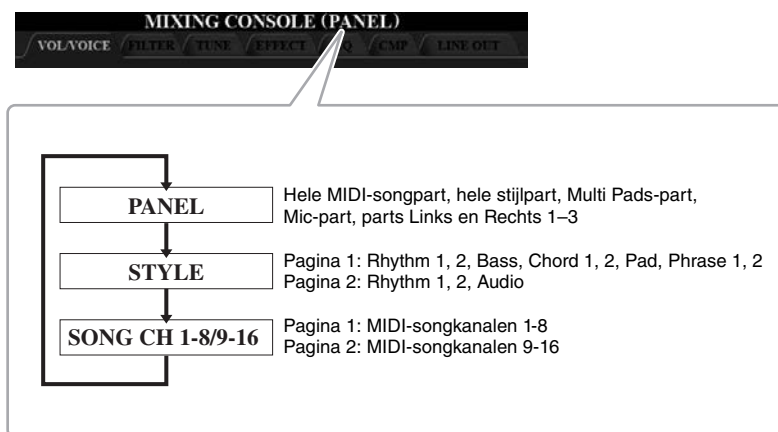 MIXING CONSOLE (PANEL)
VOL/VOICE FILTER TUNE EFFECT EQ CMP LINE OUT
PANEL
Hele MIDI-songpart, hele stijlpart, Multi Pads-part,
Mic-part, parts Links en Rechts 1–3
STYLE
Pagina 1: Rhythm 1, 2, Bass, Chord 1, 2, Pad, Phrase 1, 2
Pagina 2: Rhythm 1, 2, Audio
SONG CH 1-8/9-16
Pagina 1: MIDI-songkanalen 1-8
Pagina 2: MIDI-songkanalen 9-16